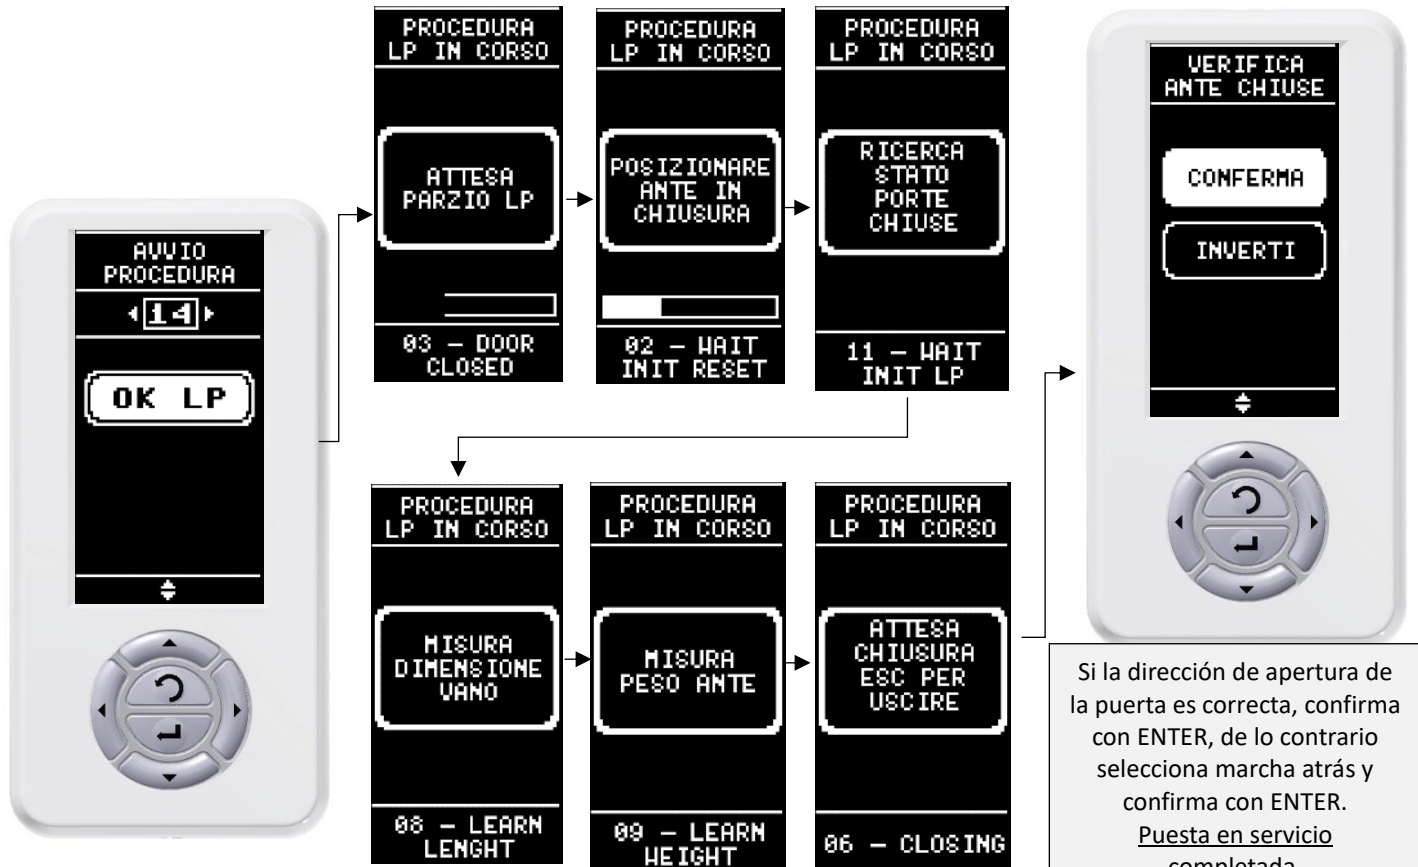 AVVIO
PROCEDURA
14
OK LP
PROCEDURA
LP IN CORSO
ATTESA
PARZIO LP
03 - DOOR
CLOSED
PROCEDURA
LP IN CORSO
POSIZIONARE
ANTE IN
CHIUSURA
02 - WAIT
INIT RESET
PROCEDURA
LP IN CORSO
RICERCA
STATO
PORTE
CHIUSE
11 - WAIT
INIT LP
PROCEDURA
LP IN CORSO
MISURA
DIMENSIONE
VANO
08 - LEARN
LENGHT
PROCEDURA
LP IN CORSO
MISURA
PESO ANTE
09 - LEARN
WEIGHT
PROCEDURA
LP IN CORSO
ATTESA
CHIUSURA
ESC PER
USCIRE
06 - CLOSING
VERIFICA
ANTE CHIUSE
CONFERMA
INVERTI
Si la dirección de apertura de
la puerta es correcta, confirma
con ENTER, de lo contrario
selecciona marcha atrás y
confirma con ENTER.
Puesta en servicio
completada